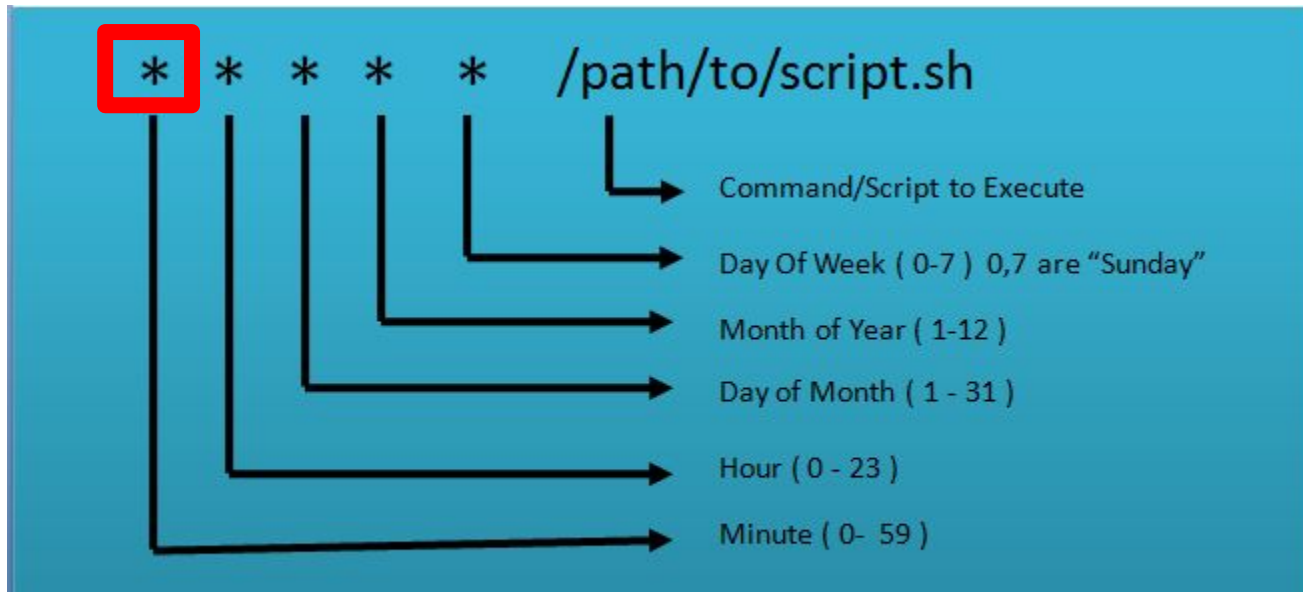 * * * * * /path/to/script.sh
Command/Script to Execute
Day Of Week ( 0-7 ) 0,7 are “Sunday”
Month of Year ( 1-12 )
Day of Month ( 1 - 31 )
Hour ( 0 - 23 )
Minute ( 0- 59 )